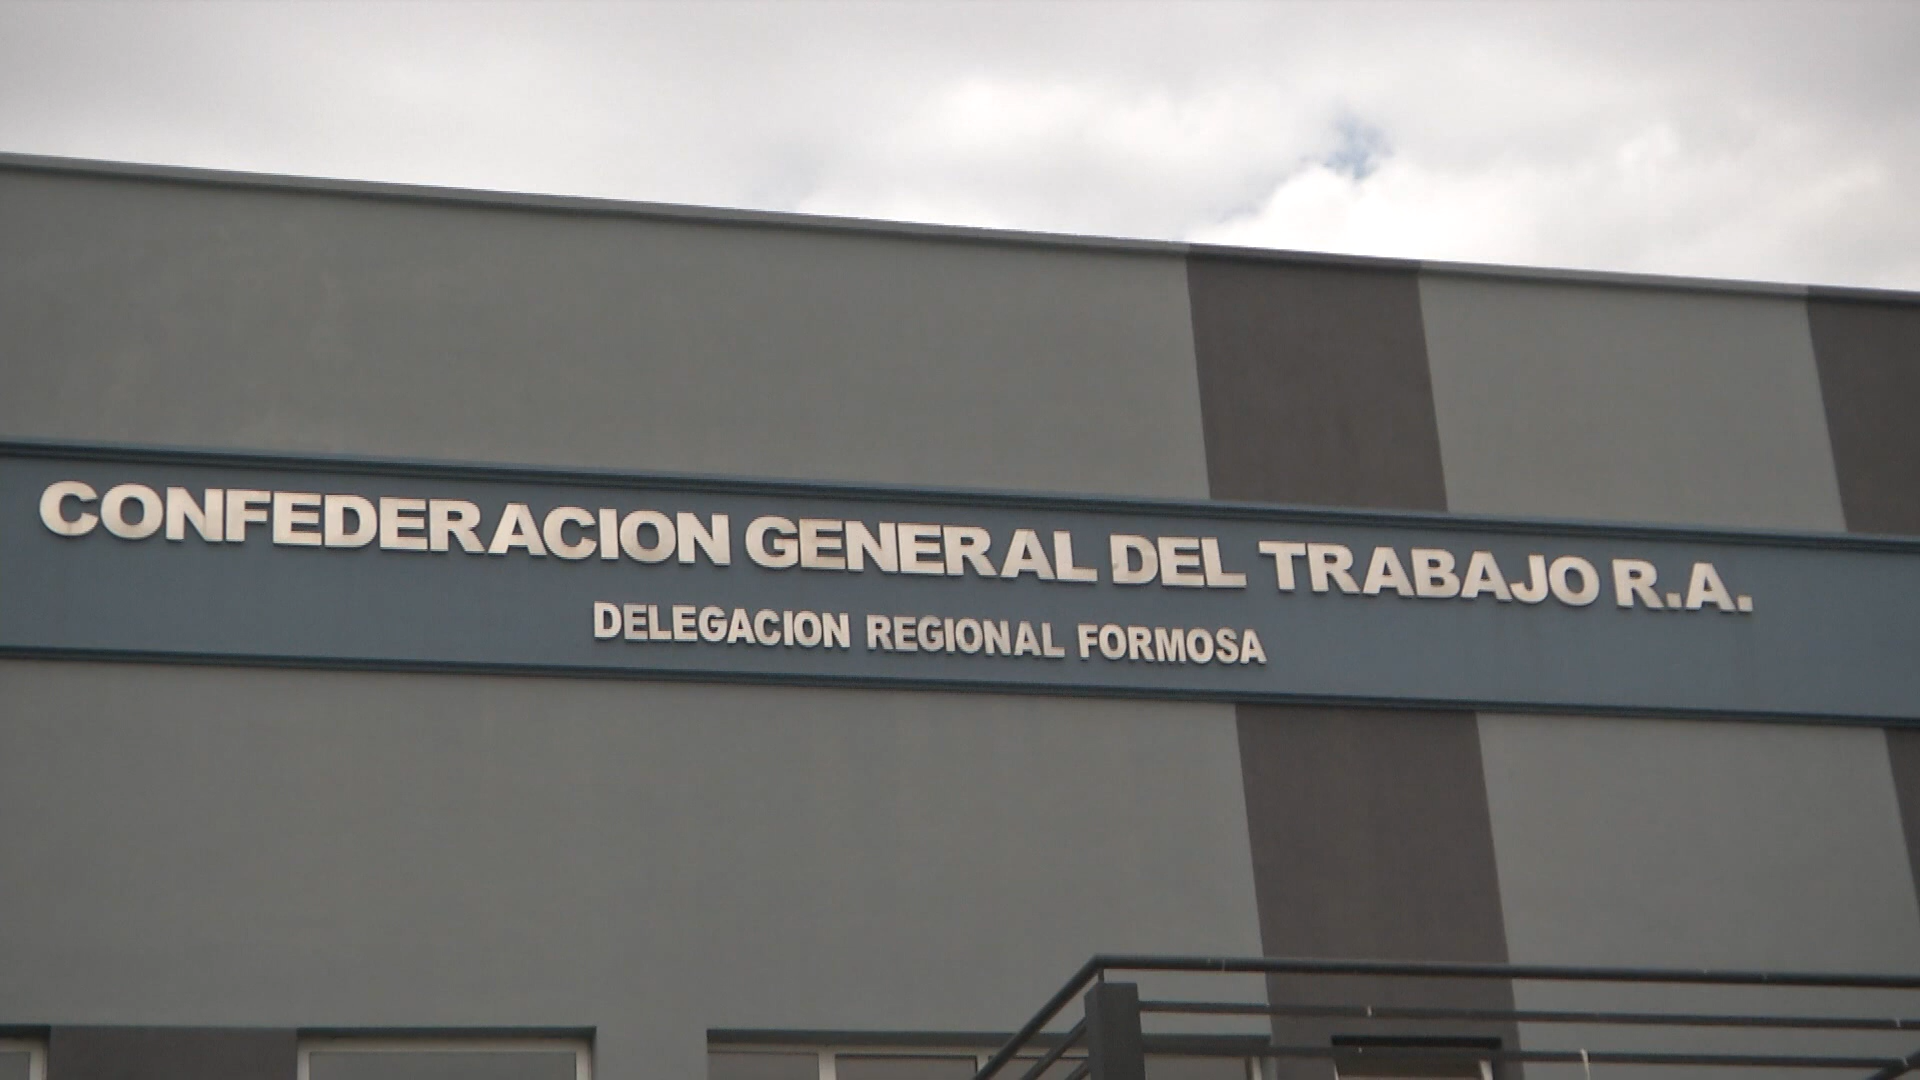 CONFEDERACION GENERAL DEL TRABAJO R.A.
DELEGACION REGIONAL FORMOSA